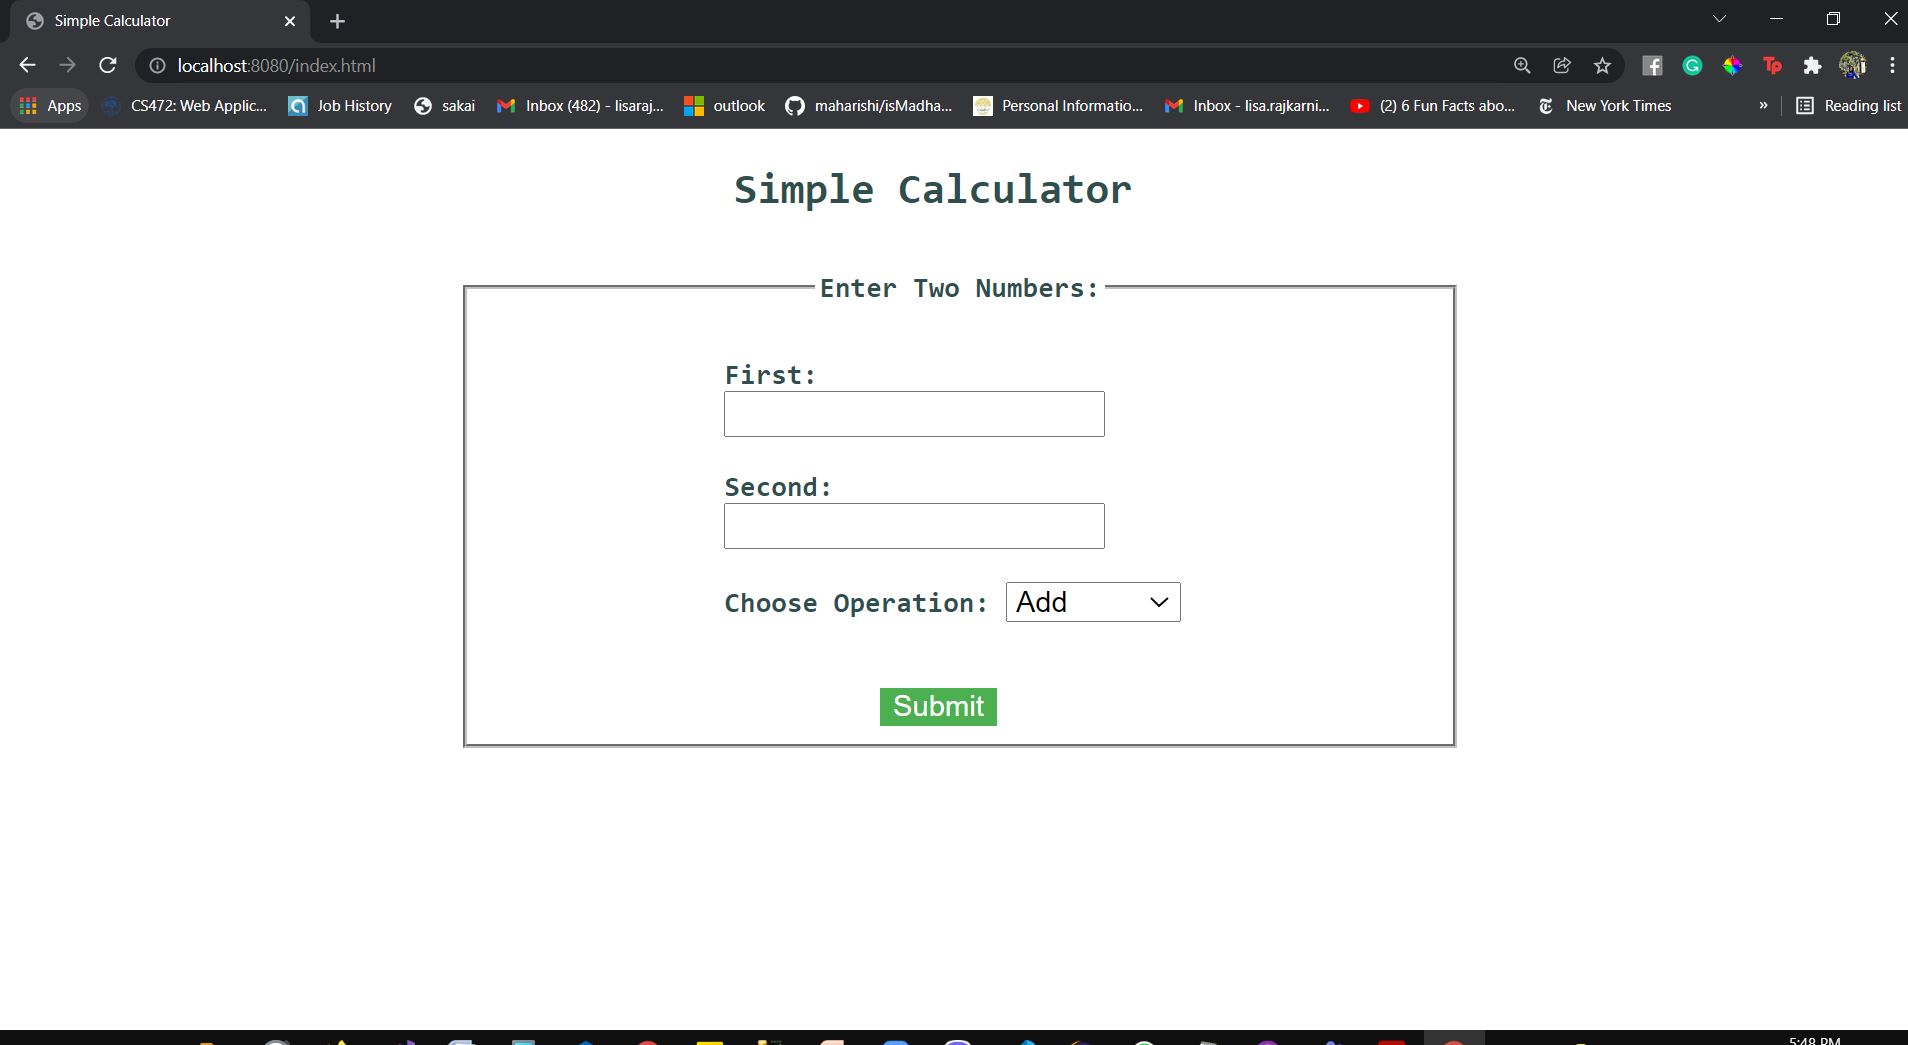 Simple Calculator
localhost:8080/index.html
Apps CS472: Web Applic... Job History sakai Inbox (482) - lisaraj... outlook maharishi/isMadha... Personal Informatio... Inbox - lisa.rajkarni... (2) 6 Fun Facts abo... New York Times » Reading list
Simple Calculator
Enter Two Numbers:
First:
Second:
Choose Operation: Add
Submit
5:48 PM